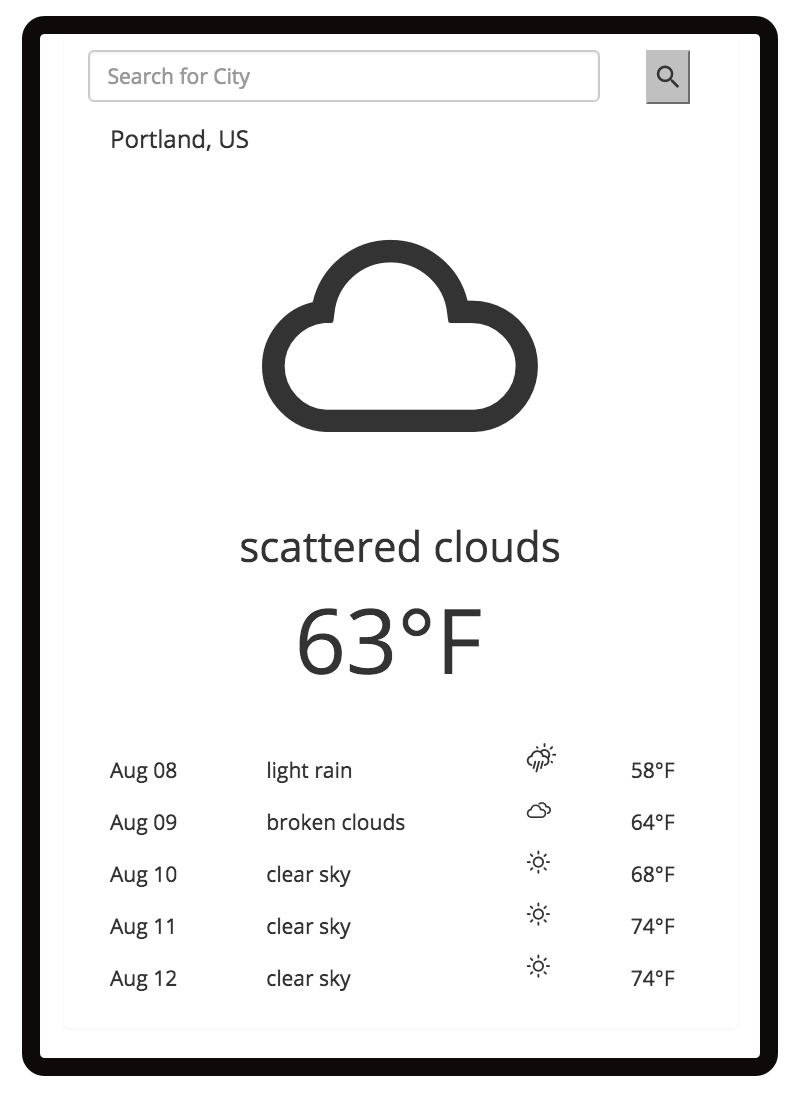 Search for City
Portland, US
scattered clouds
63°F
Aug 08 light rain 58°F
Aug 09 broken clouds 64°F
Aug 10 clear sky 68°F
Aug 11 clear sky 74°F
Aug 12 clear sky 74°F